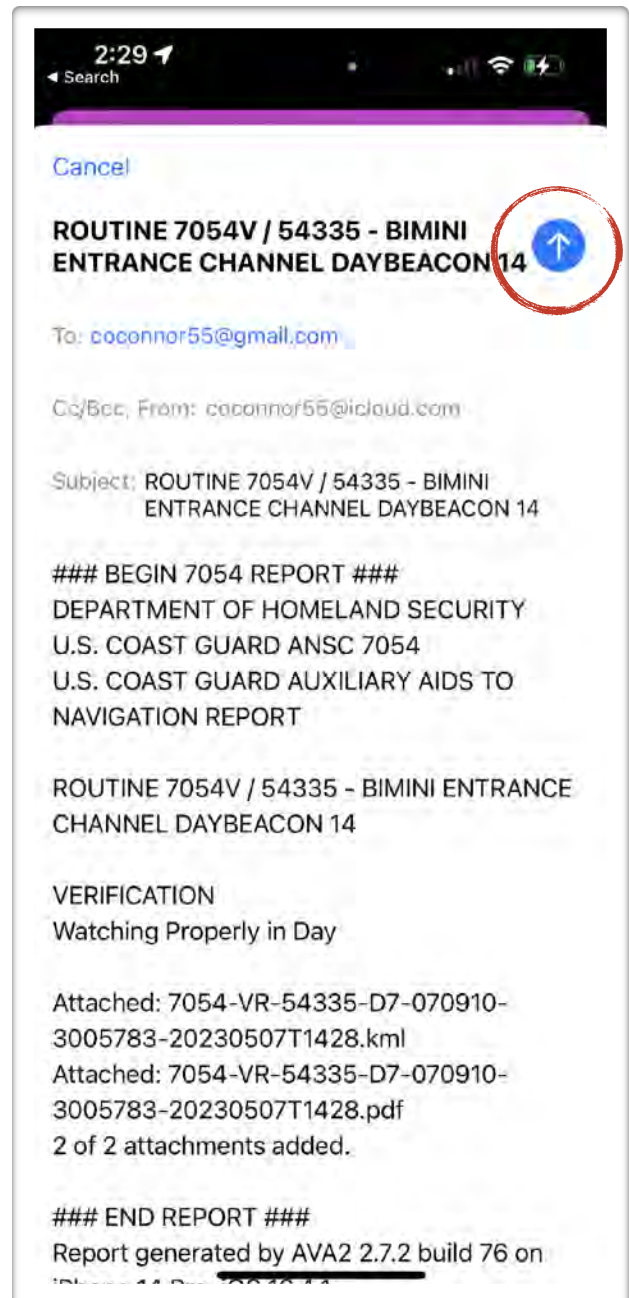 2:29
Search
Cancel
ROUTINE 7054V / 54335 - BIMINI
ENTRANCE CHANNEL DAYBEACON 14
To: coconnor55@gmail.com
Cc/Bcc, From: coconnor55@icloud.com
Subject: ROUTINE 7054V / 54335 - BIMINI
ENTRANCE CHANNEL DAYBEACON 14
### BEGIN 7054 REPORT ###
DEPARTMENT OF HOMELAND SECURITY
U.S. COAST GUARD ANSC 7054
U.S. COAST GUARD AUXILIARY AIDS TO
NAVIGATION REPORT
ROUTINE 7054V / 54335 - BIMINI ENTRANCE
CHANNEL DAYBEACON 14
VERIFICATION
Watching Properly in Day
Attached: 7054-VR-54335-D7-070910-
3005783-20230507T1428.kml
Attached: 7054-VR-54335-D7-070910-
3005783-20230507T1428.pdf
2 of 2 attachments added.
### END REPORT ###
Report generated by AVA2 2.7.2 build 76 on